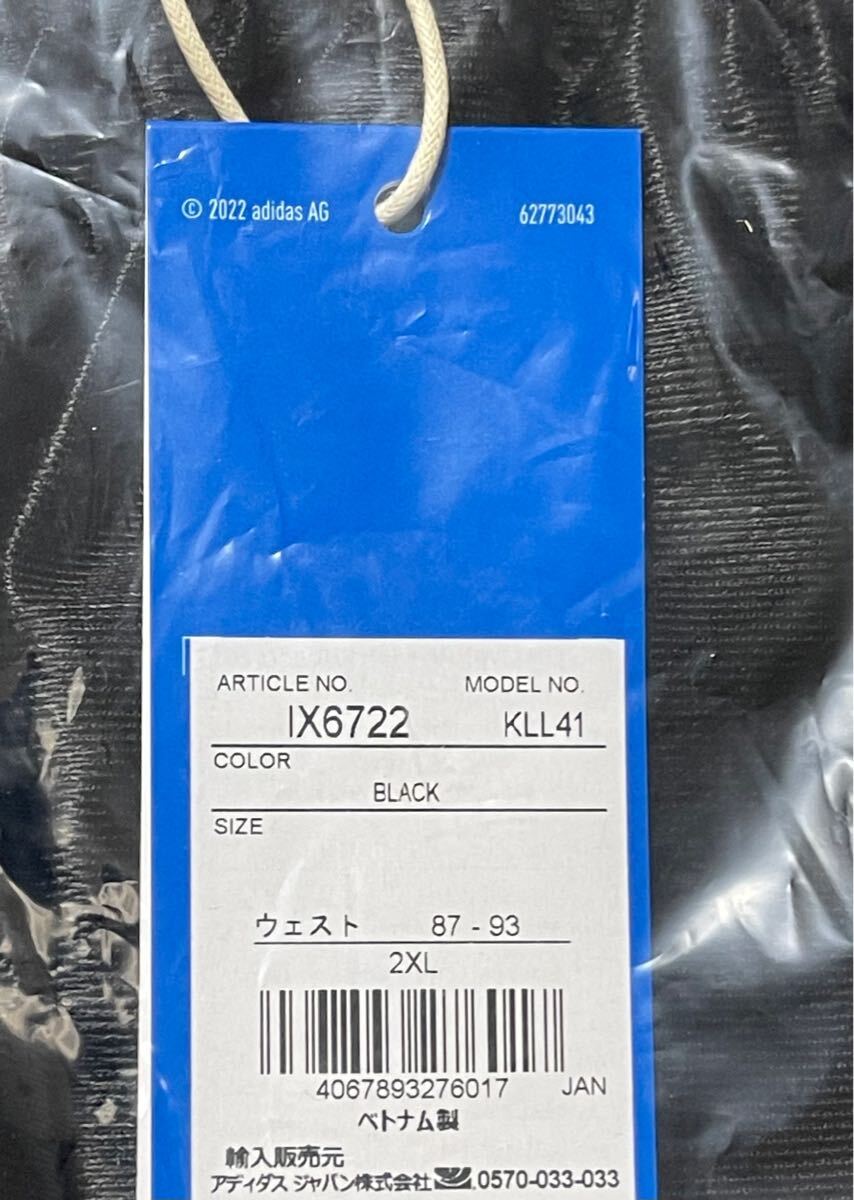 © 2022 adidas AG 62773043
ARTICLE NO. MODEL NO.
IX6722 KLL41
COLOR
BLACK
SIZE
ウェスト 87 - 93
2XL
4067893276017 JAN
ベトナム製
輸入販売元
アディダス ジャパン株式会社 0570-033-033